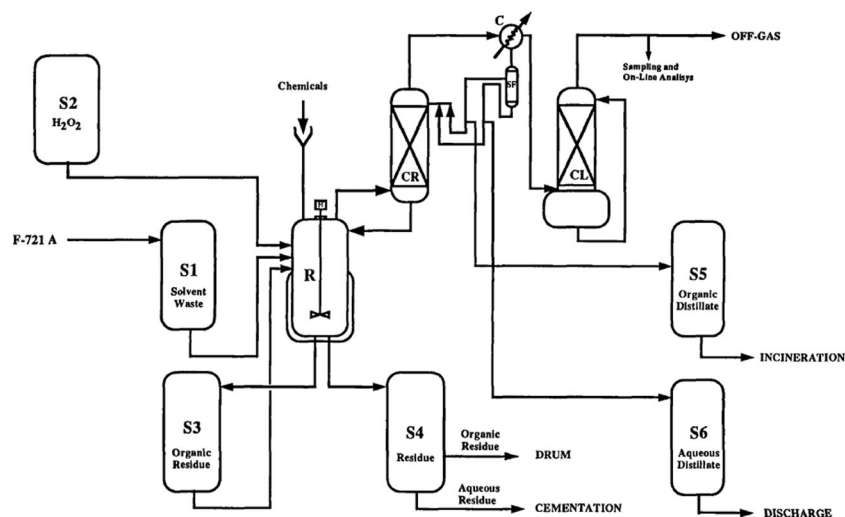 C
OFF-GAS
Sampling and
On-Line Analisys
S2
H₂O₂
Chemicals
SF
CR
CL
F-721 A
S1
Solvent
Waste
R
S5
Organic
Distillate
INCINERATION
S3
Organic
Residue
S4
Residue
Organic
Residue
DRUM
Aqueous
Residue
CEMENTATION
S6
Aqueous
Distillate
DISCHARGE